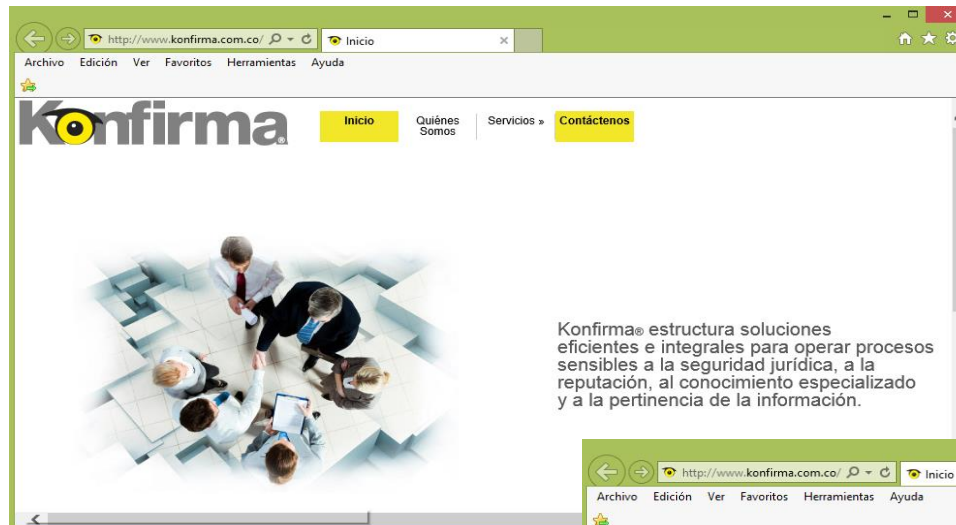 http://www.konfirma.com.co/
Inicio
Archivo Edición Ver Favoritos Herramientas Ayuda
Konfirma®
Inicio
Quiénes Somos
Servicios »
Contáctenos
Konfirma® estructura soluciones
eficientes e integrales para operar procesos
sensibles a la seguridad jurídica, a la
reputación, al conocimiento especializado
y a la pertinencia de la información.
http://www.konfirma.com.co/
Inicio
Archivo Edición Ver Favoritos Herramientas Ayuda